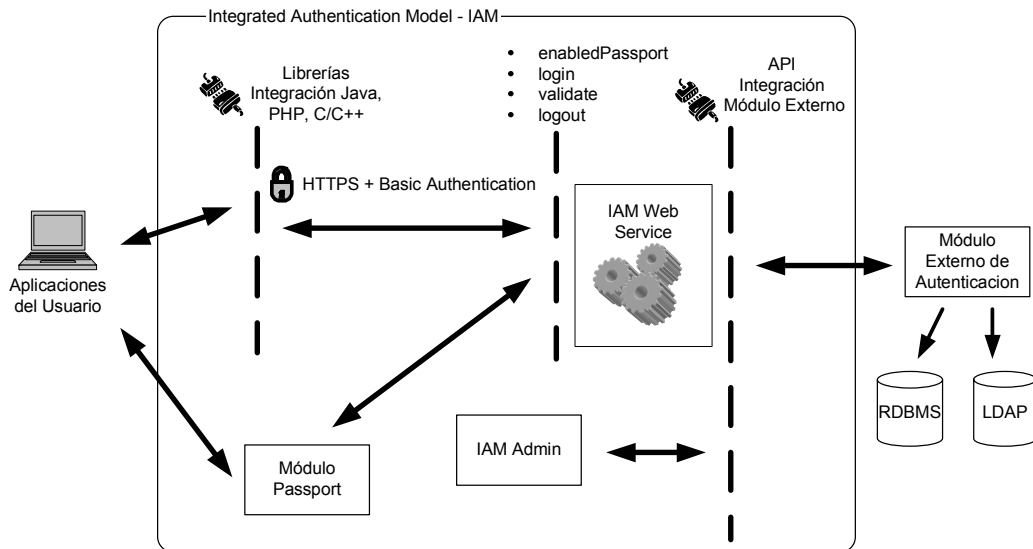 Integrated Authentication Model - IAM
Librerías
Integración Java,
PHP, C/C++
• enabledPassport
• login
• validate
• logout
API
Integración
Módulo Externo
HTTPS + Basic Authentication
IAM Web
Service
Aplicaciones
del Usuario
Módulo
Externo de
Autenticacion
RDBMS
LDAP
Módulo
Passport
IAM Admin